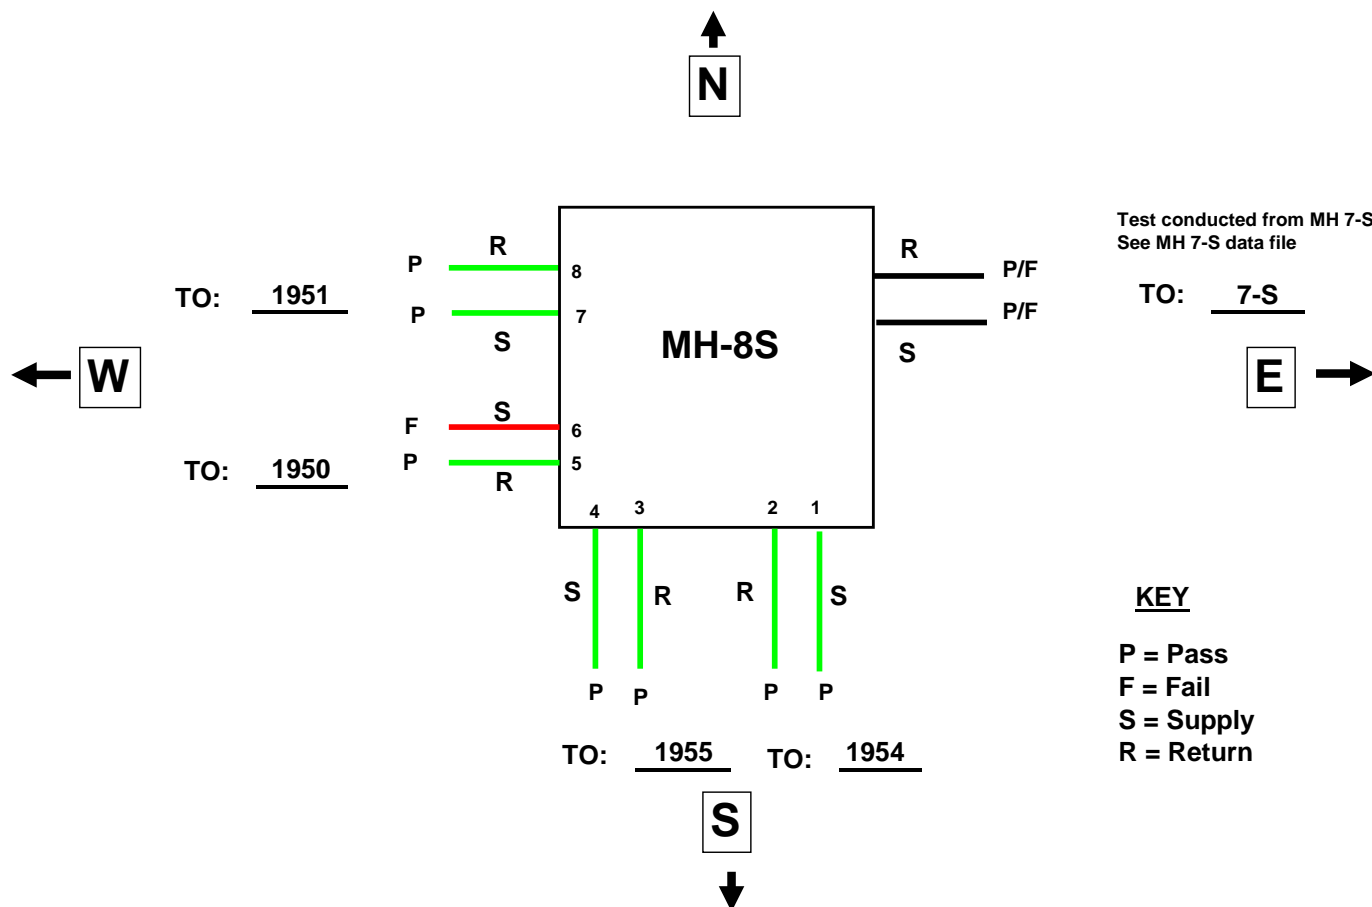 N
Test conducted from MH 7-S
See MH 7-S data file
P R 8
R P/F
TO: 1951
TO: 7-S
P S 7
S P/F
MH-8S
W
E
F S 6
P R 5
TO: 1950
4 3 2 1
S R R S
P P P P
TO: 1955 TO: 1954
S
KEY
P = Pass
F = Fail
S = Supply
R = Return